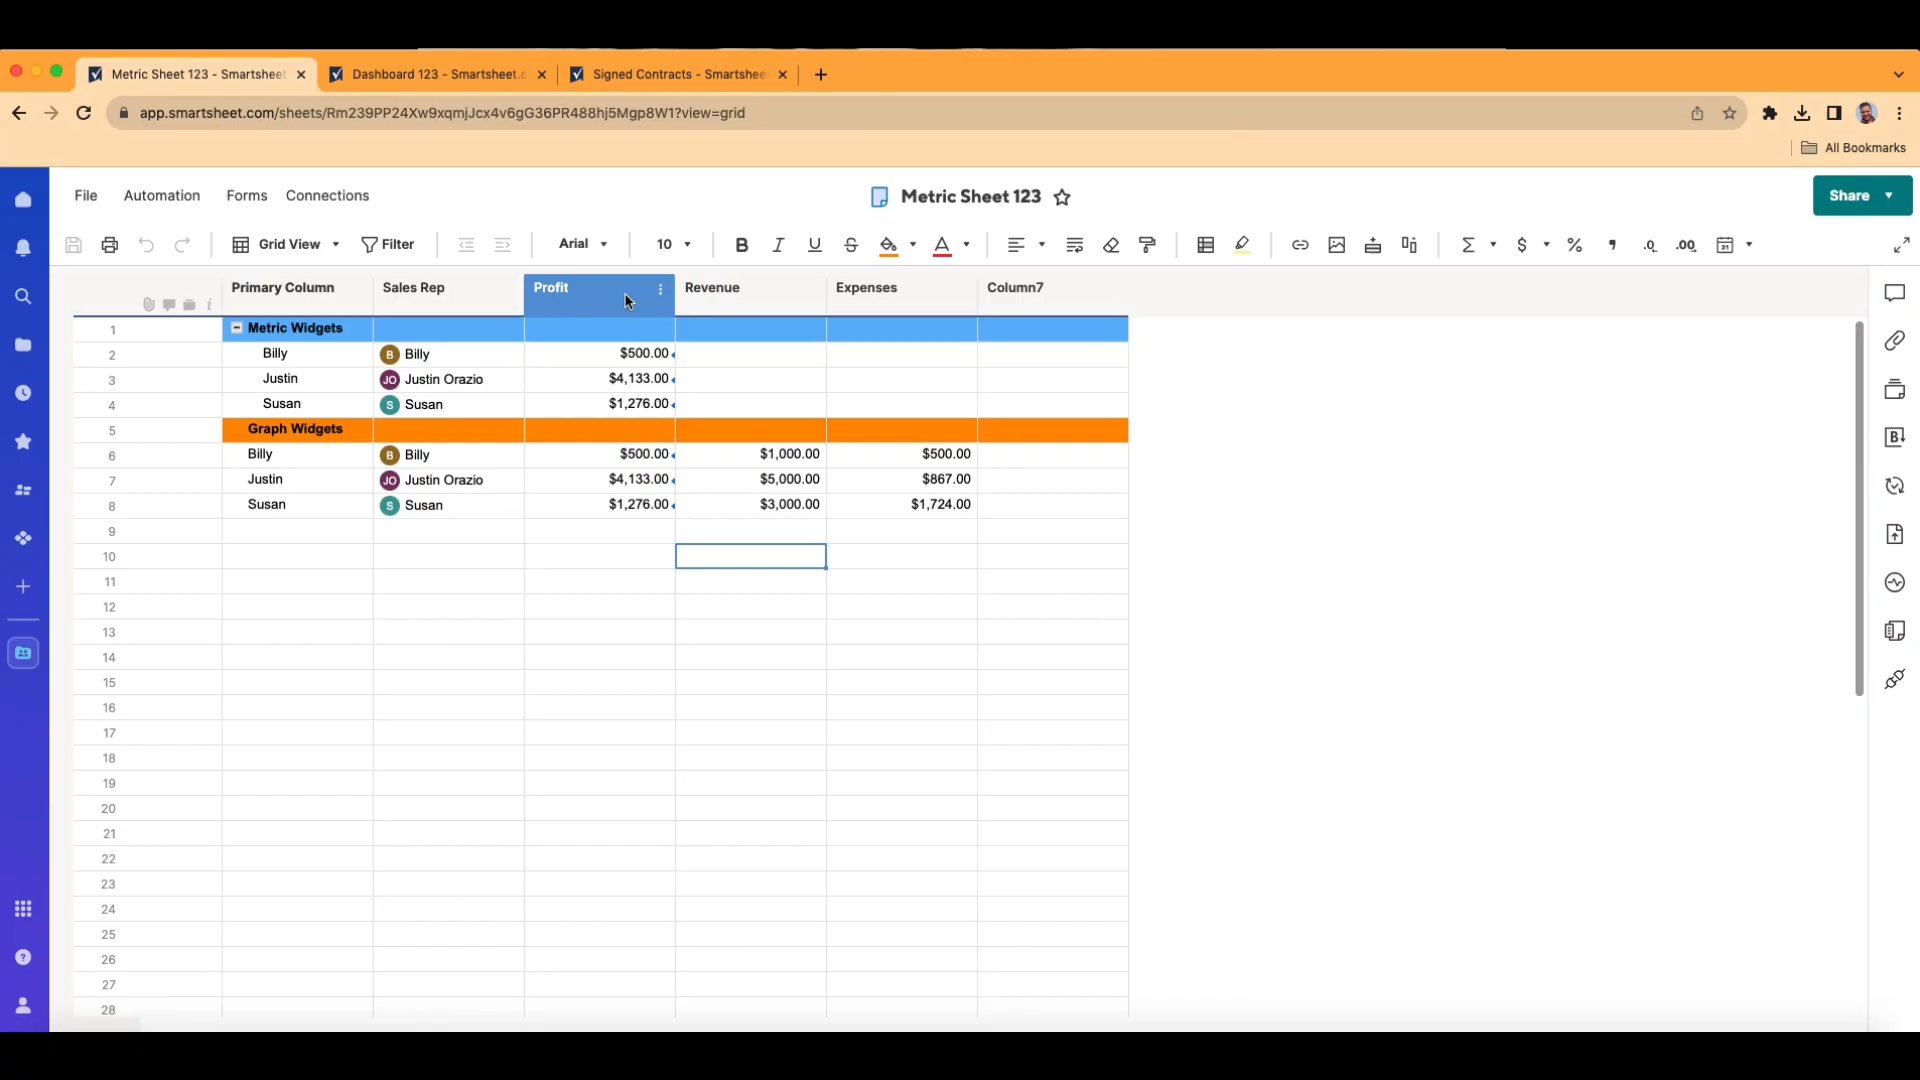 Metric Sheet 123 - Smartsheet
Dashboard 123 - Smartsheet.c
Signed Contracts - Smartshee
app.smartsheet.com/sheets/Rm239PP24Xw9xqmjJcx4v6gG36PR488hj5Mgp8W1?view=grid
All Bookmarks
File Automation Forms Connections
Metric Sheet 123
Share
Grid View Filter Arial 10 B I U S A Σ $ % , .0 .00
Primary Column Sales Rep Profit Revenue Expenses Column7
1 Metric Widgets
2 Billy B Billy $500.00
3 Justin JO Justin Orazio $4,133.00
4 Susan S Susan $1,276.00
5 Graph Widgets
6 Billy B Billy $500.00 $1,000.00 $500.00
7 Justin JO Justin Orazio $4,133.00 $5,000.00 $867.00
8 Susan S Susan $1,276.00 $3,000.00 $1,724.00
9
10
11
12
13
14
15
16
17
18
19
20
21
22
23
24
25
26
27
28